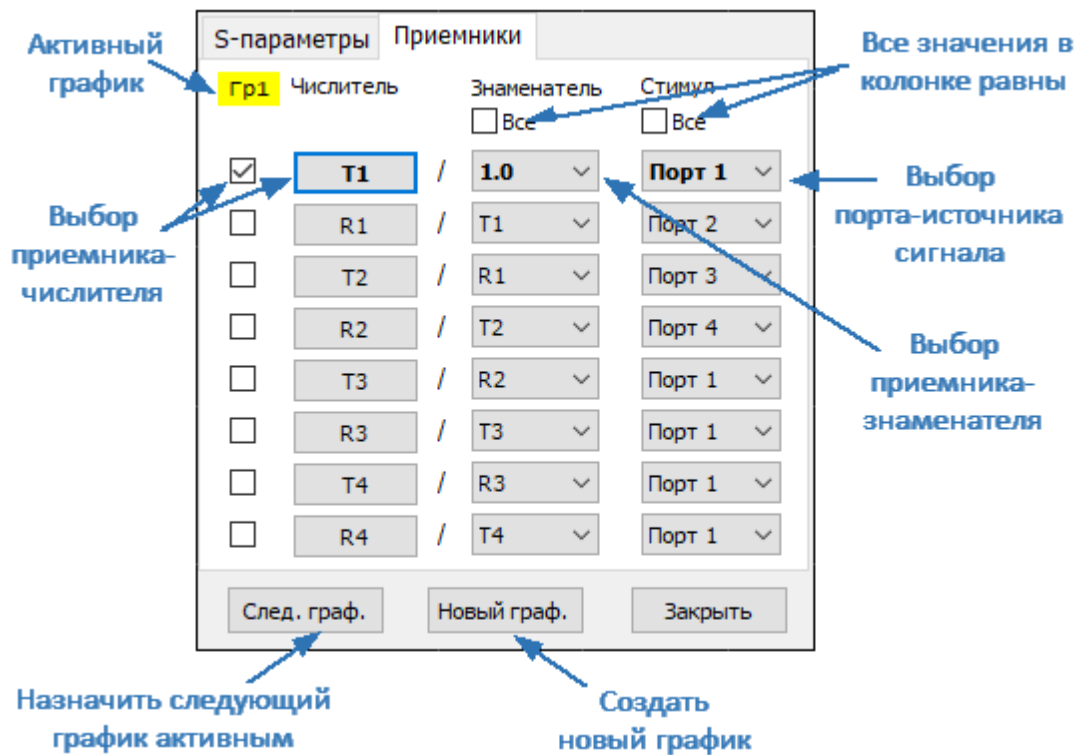 Активный
график
Все значения в
колонке равны
S-параметры Приемники
Гр1 Числитель Знаменатель Стимул
Все Все
T1 / 1.0 Порт 1
R1 / T1 Порт 2
T2 / R1 Порт 3
R2 / T2 Порт 4
T3 / R2 Порт 1
R3 / T3 Порт 1
T4 / R3 Порт 1
R4 / T4 Порт 1
Выбор
приемника-
числителя
Выбор
порта-источника
сигнала
Выбор
приемника-
знаменателя
След. граф. Новый граф. Закрыть
Назначить следующий
график активным
Создать
новый график